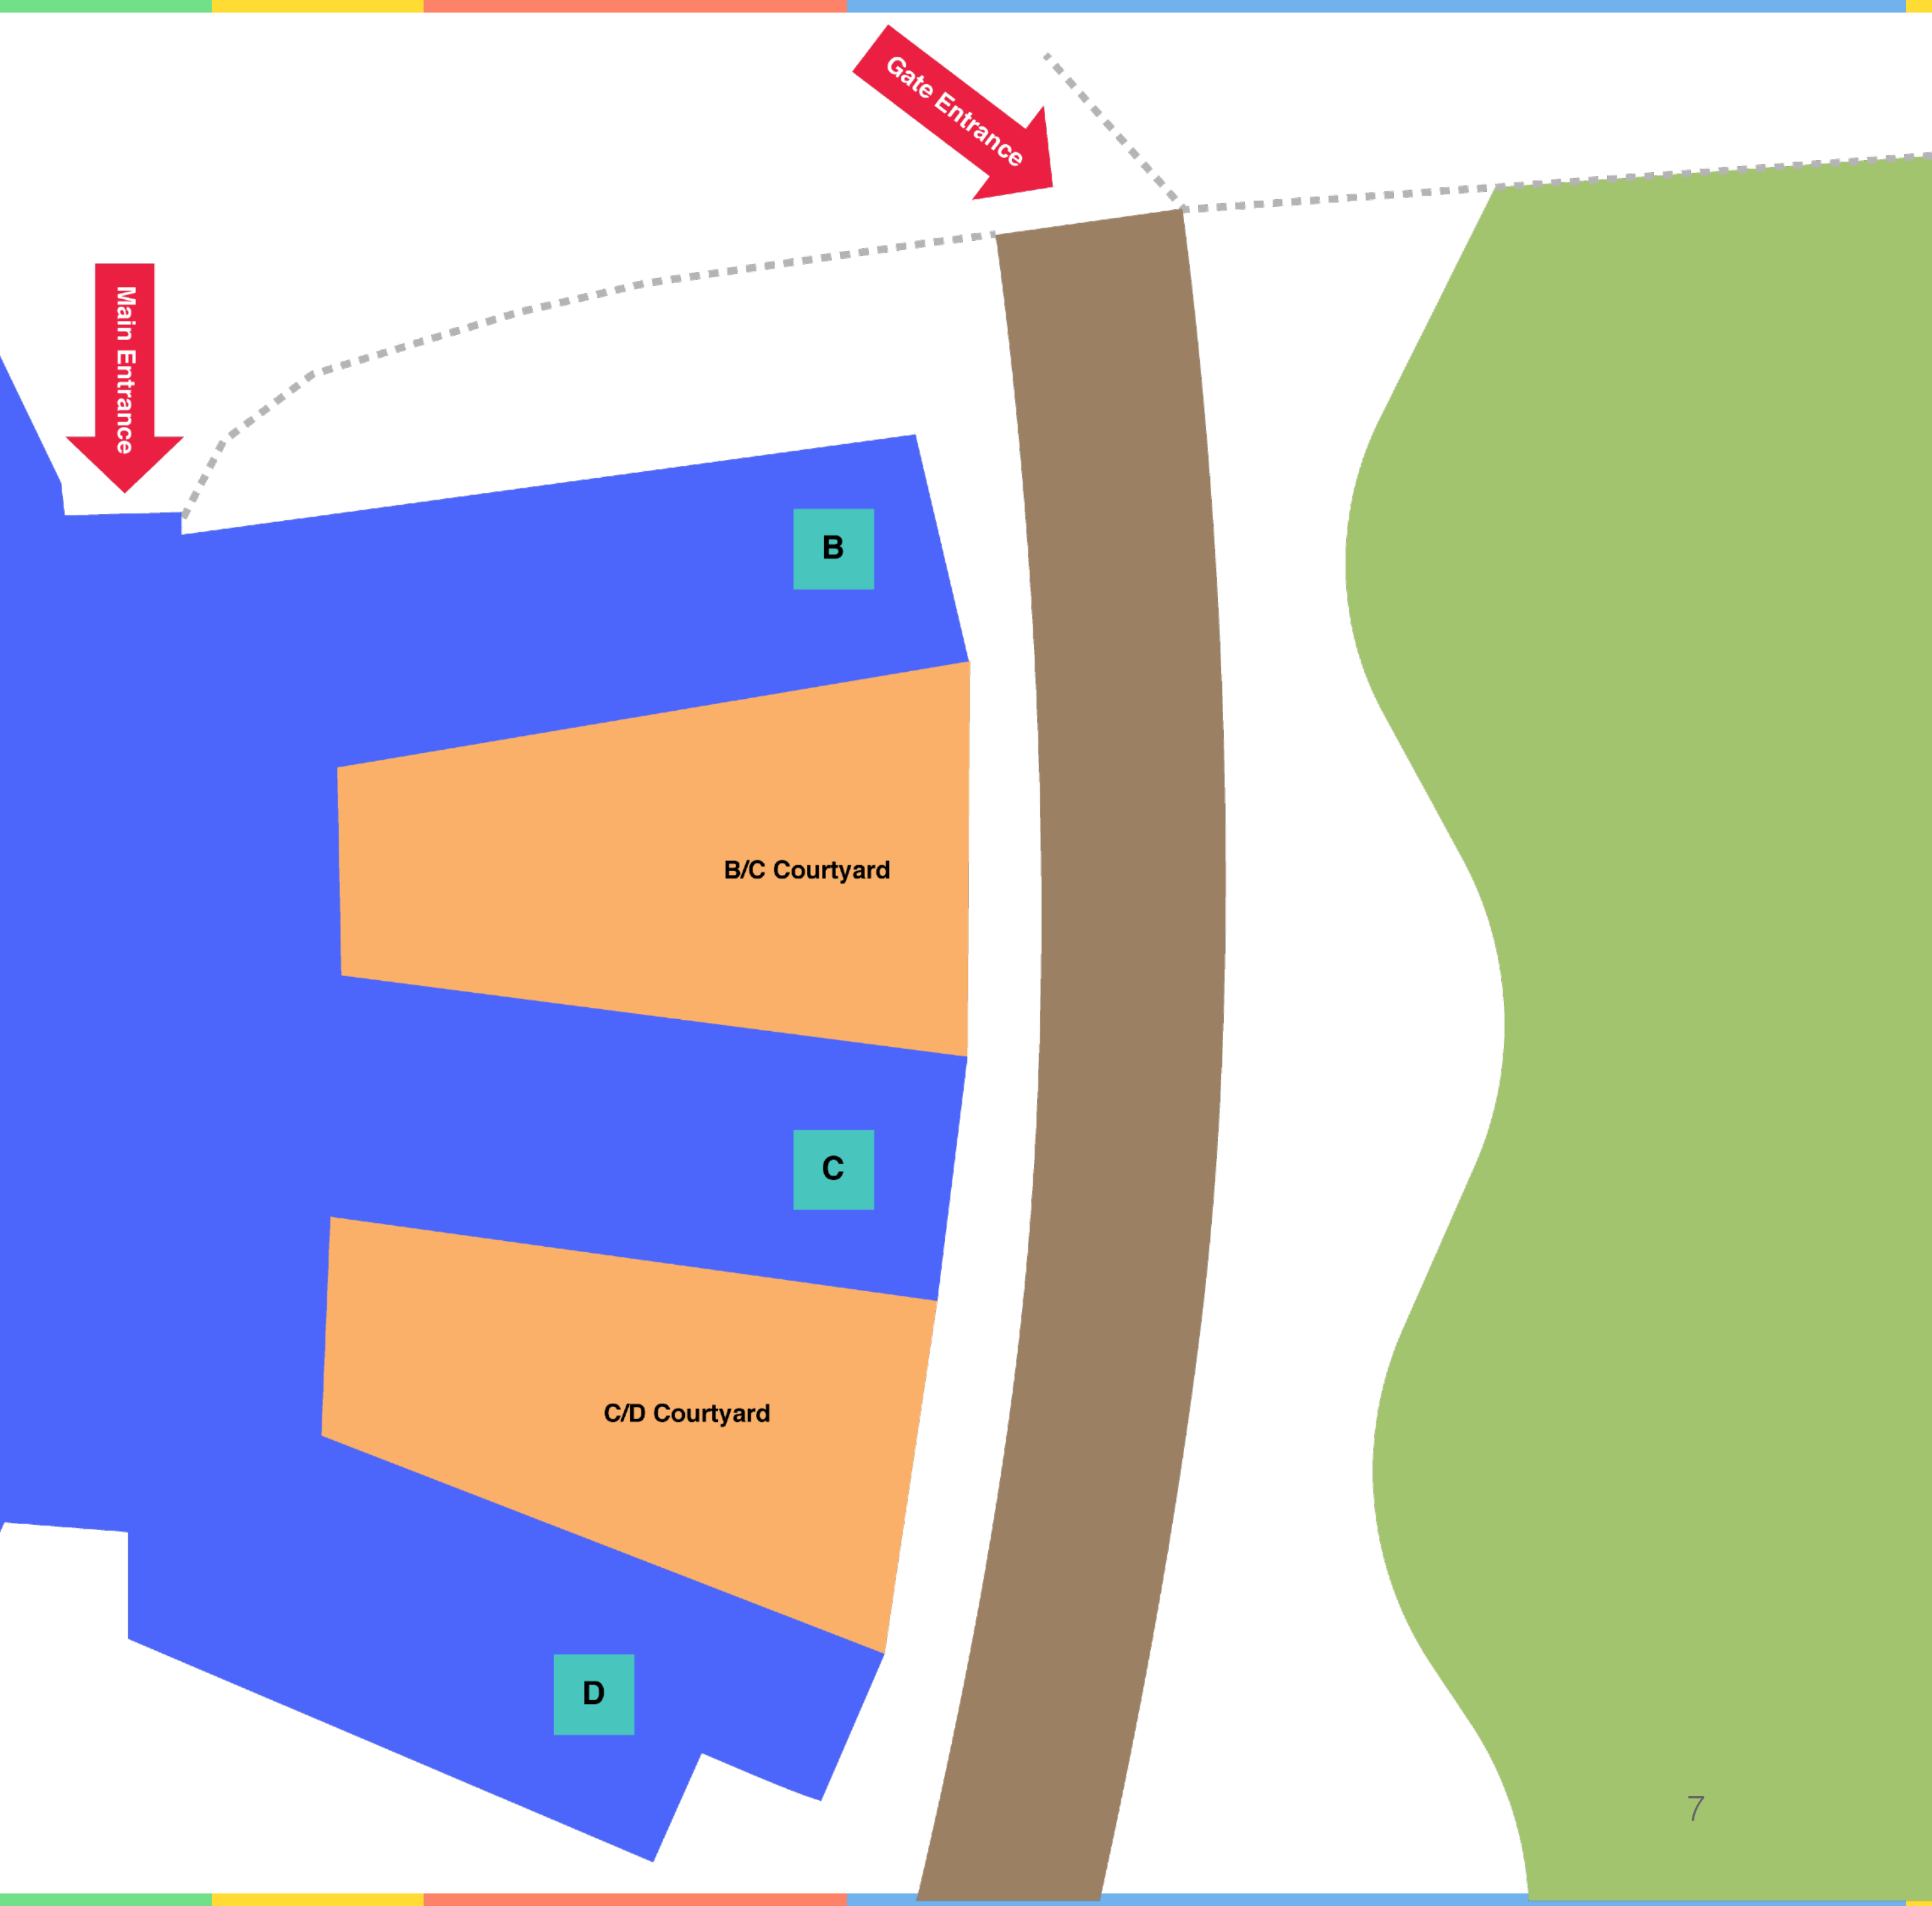 Gate Entrance
Main Entrance
B
B/C Courtyard
C
C/D Courtyard
D
7